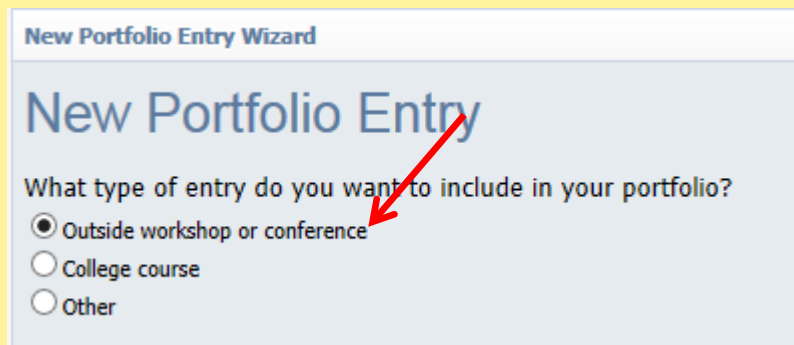 New Portfolio Entry Wizard
New Portfolio Entry
What type of entry do you want to include in your portfolio?
Outside workshop or conference
College course
Other